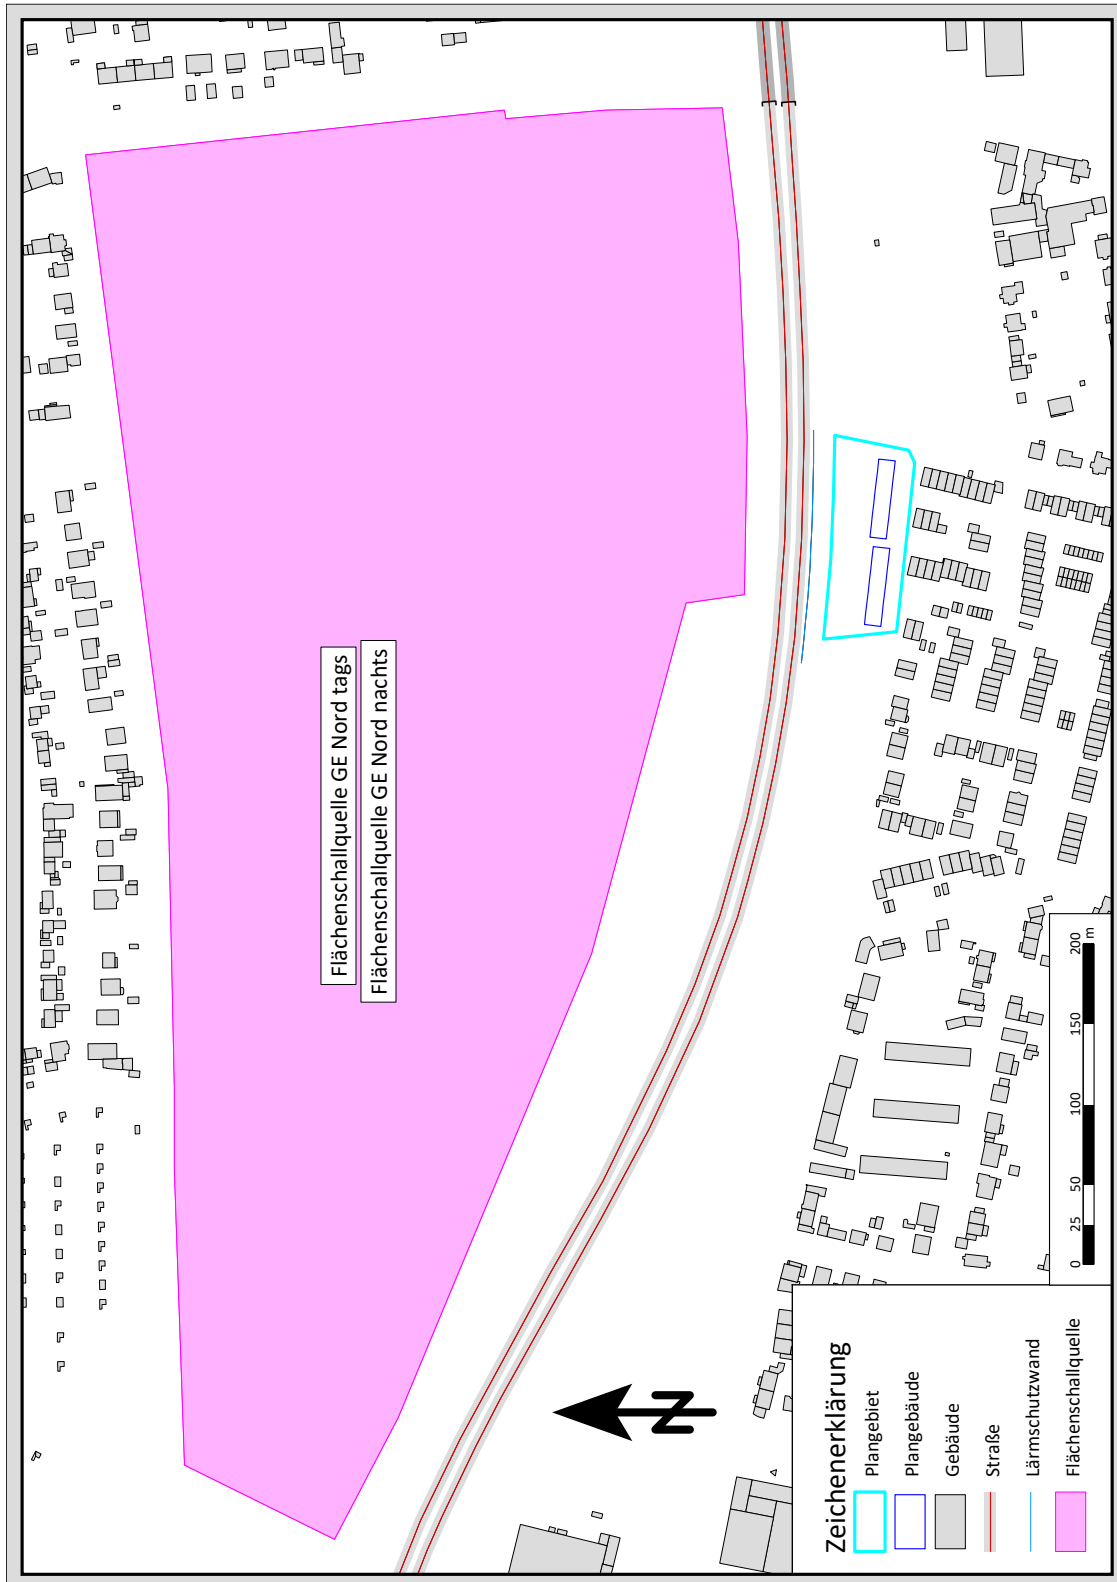 Flächenschallquelle GE Nord tags
Flächenschallquelle GE Nord nachts
N
Zeichenerklärung
Plangebiet
Plangebäude
Gebäude
Straße
Lärmschutzwand
Flächenschallquelle
0 25 50 100 150 200
m